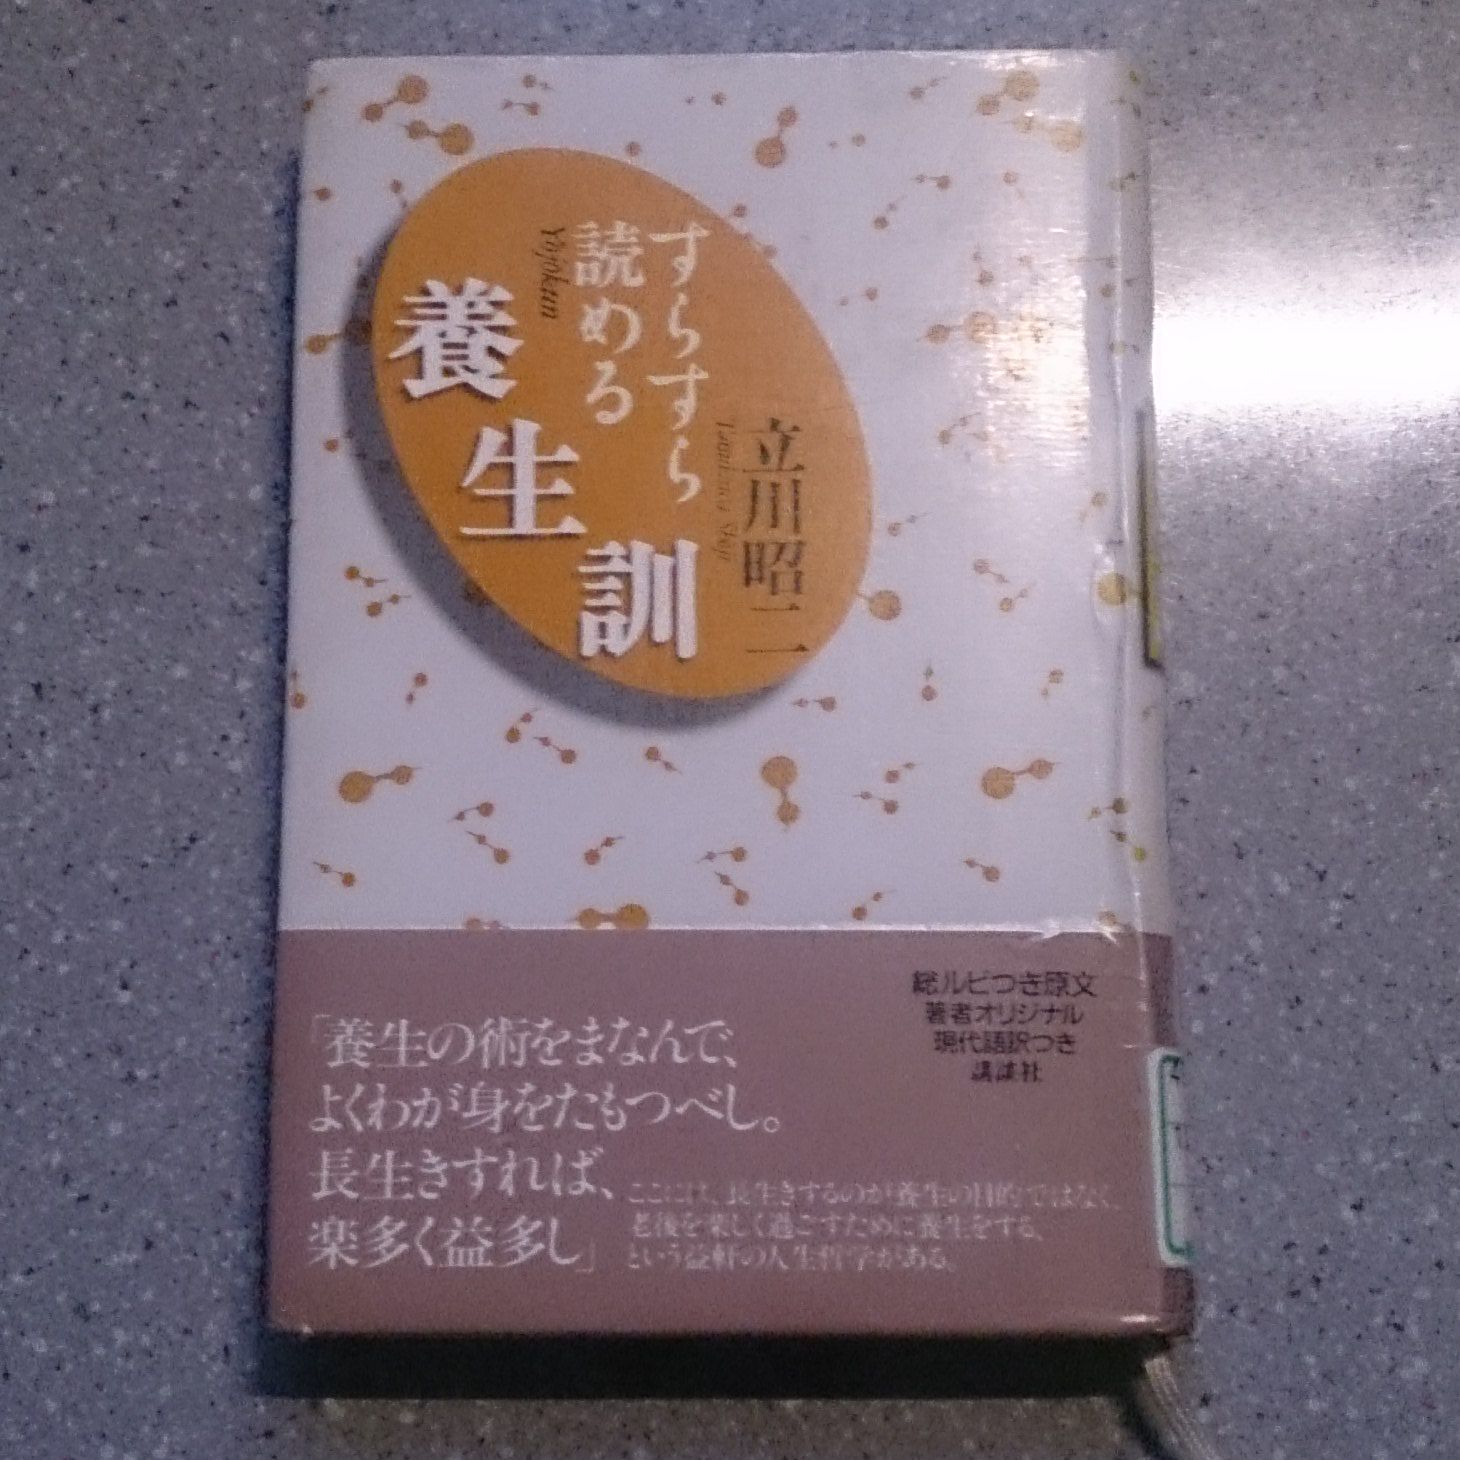 すらすら
読める
Yōjōkun
養生訓
立川昭二
Tatsukawa Shōji
総ルビつき原文
著者オリジナル
現代語訳つき
講談社
「養生の術をまなんで、
よくわが身をたもつべし。
長生きすれば、
楽多く益多し」
ここには、長生きするのが養生の目的ではなく、
老後を楽しく過ごすために養生をする、
という益軒の人生哲学がある。